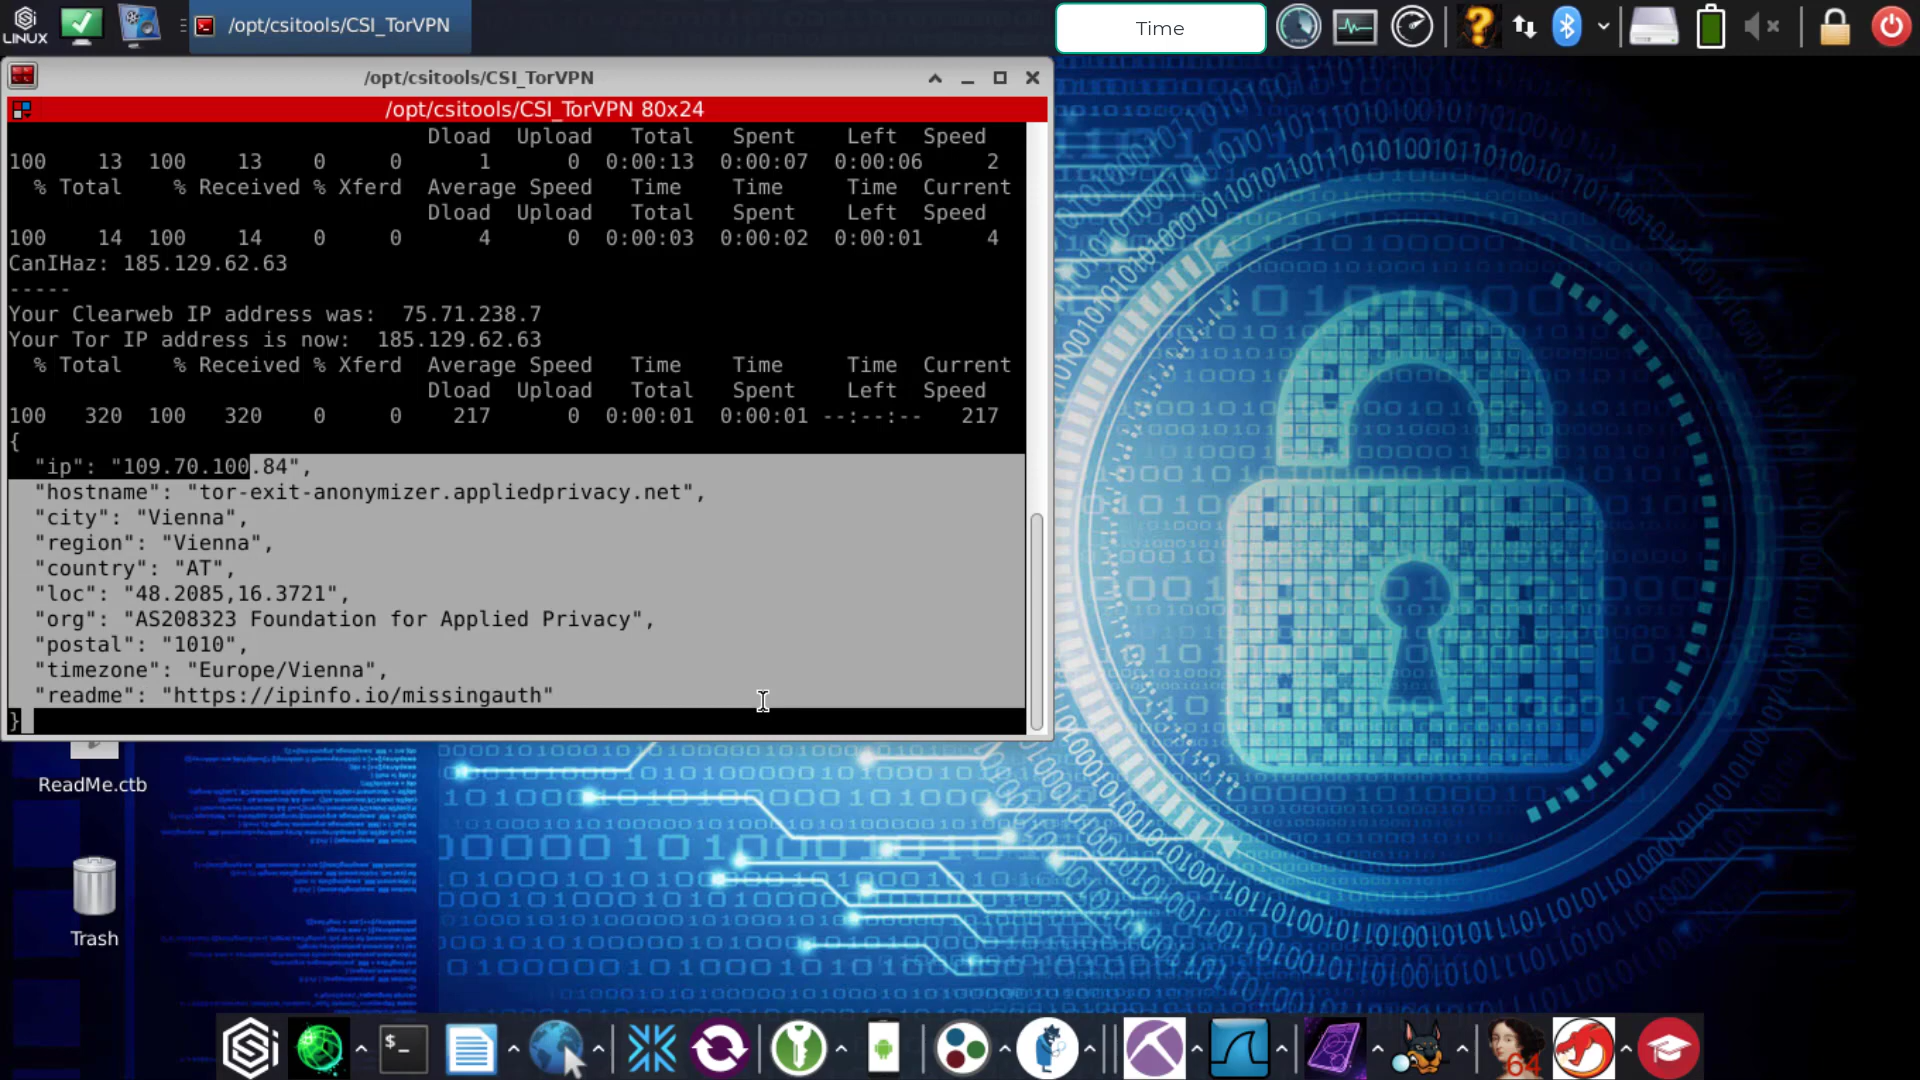 LINUX
/opt/csitools/CSI_TorVPN
Time
/opt/csitools/CSI_TorVPN
/opt/csitools/CSI_TorVPN 80x24
Dload Upload Total Spent Left Speed
100 13 100 13 0 0 1 0 0:00:13 0:00:07 0:00:06 2
% Total % Received % Xferd Average Speed Time Time Time Current
Dload Upload Total Spent Left Speed
100 14 100 14 0 0 4 0 0:00:03 0:00:02 0:00:01 4
CanIHaz: 185.129.62.63
-----
Your Clearweb IP address was: 75.71.238.7
Your Tor IP address is now: 185.129.62.63
% Total % Received % Xferd Average Speed Time Time Time Current
Dload Upload Total Spent Left Speed
100 320 100 320 0 0 217 0 0:00:01 0:00:01 --:--:-- 217
{
"ip": "109.70.100.84",
"hostname": "tor-exit-anonymizer.appliedprivacy.net",
"city": "Vienna",
"region": "Vienna",
"country": "AT",
"loc": "48.2085,16.3721",
"org": "AS208323 Foundation for Applied Privacy",
"postal": "1010",
"timezone": "Europe/Vienna",
"readme": "https://ipinfo.io/missingauth"
}
ReadMe.ctb
Trash
$_
64